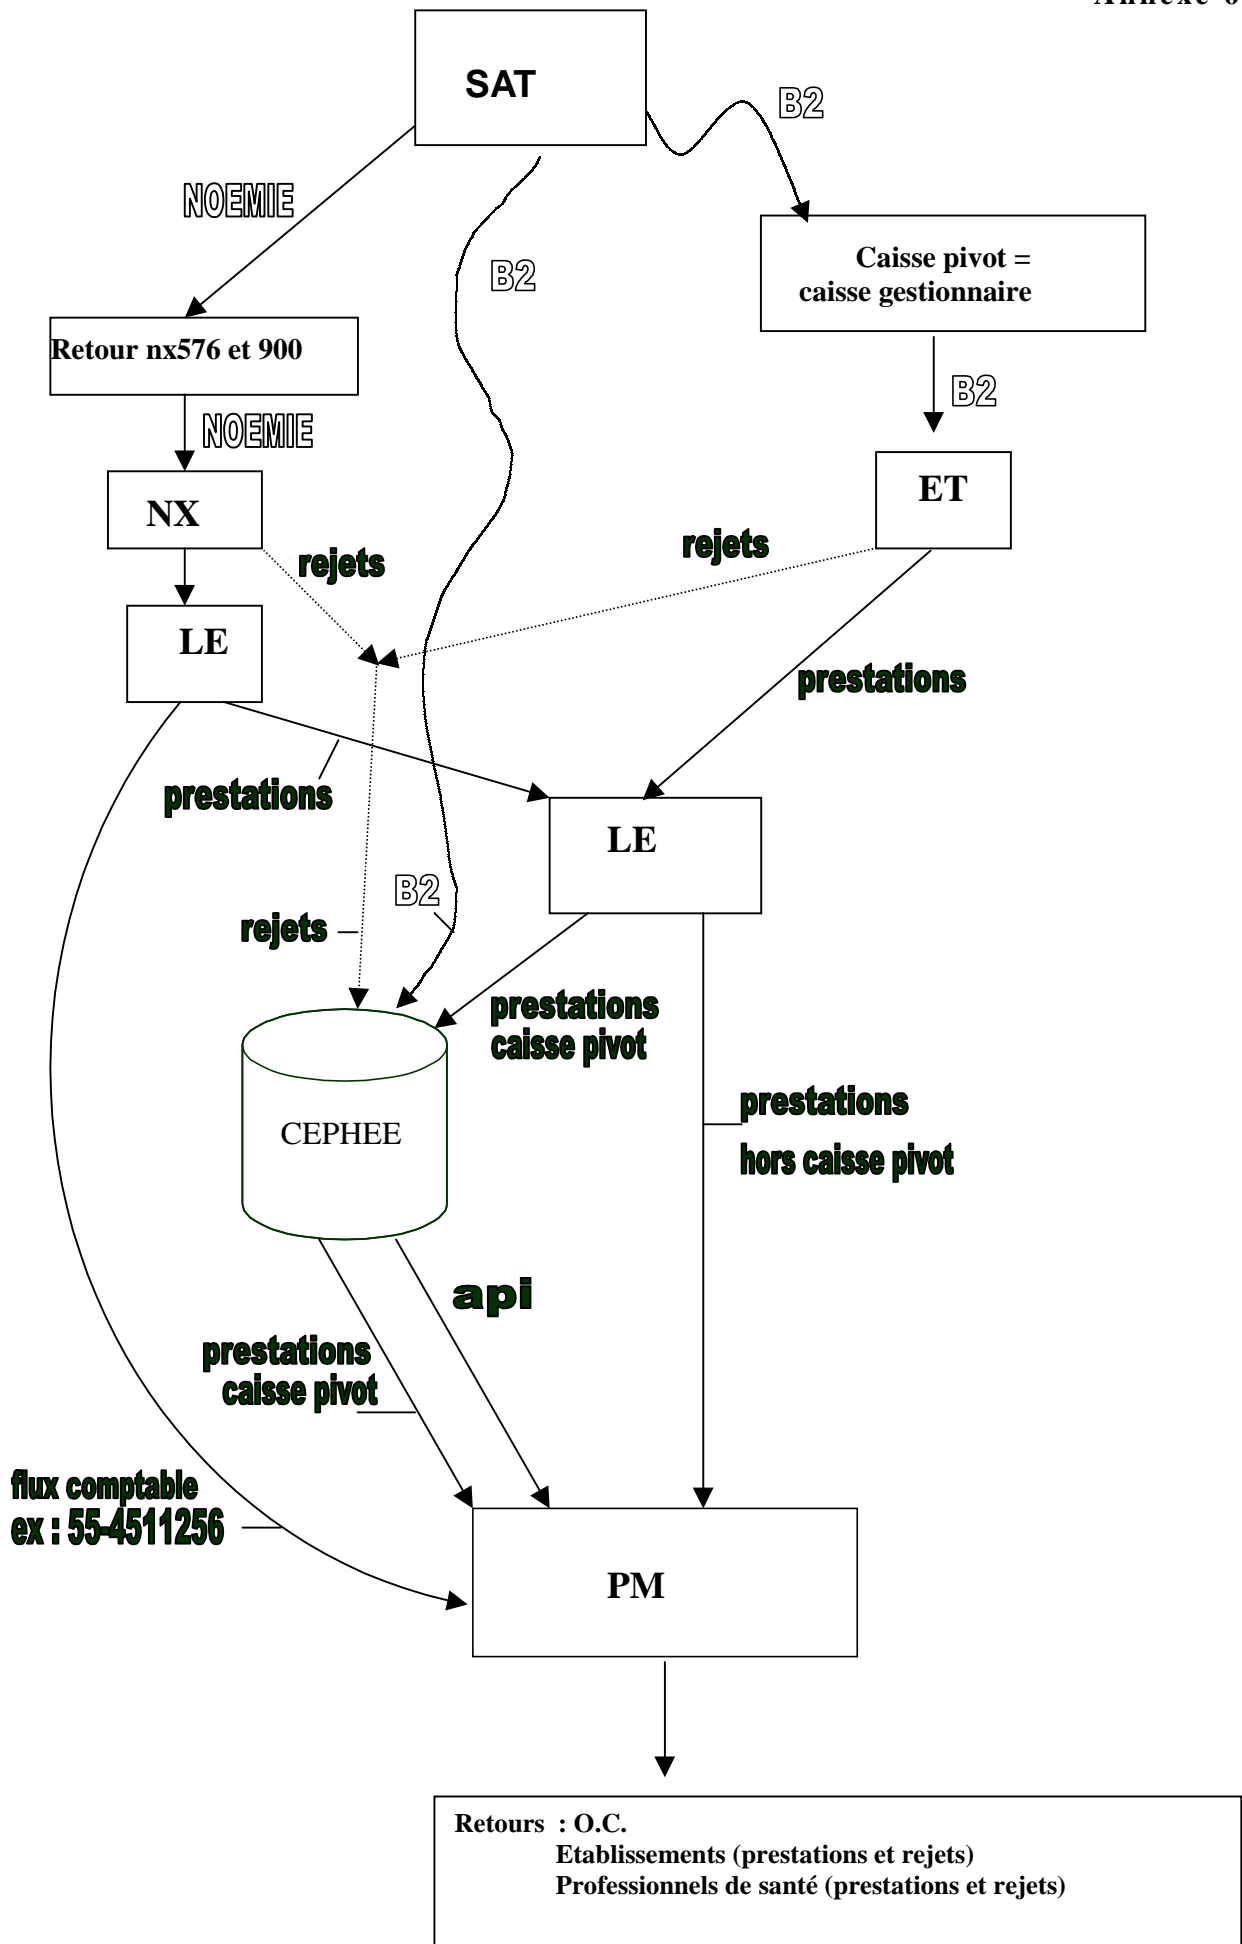 SAT
B2
NOEMIE
B2
Caisse pivot =
caisse gestionnaire
Retour nx576 et 900
B2
NOEMIE
ET
NX
rejets
rejets
LE
prestations
prestations
LE
B2
rejets
prestations
caisse pivot
prestations
hors caisse pivot
CEPHEE
api
prestations
caisse pivot
flux comptable
ex : 55-4511256
PM
Retours : O.C.
Etablissements (prestations et rejets)
Professionnels de santé (prestations et rejets)